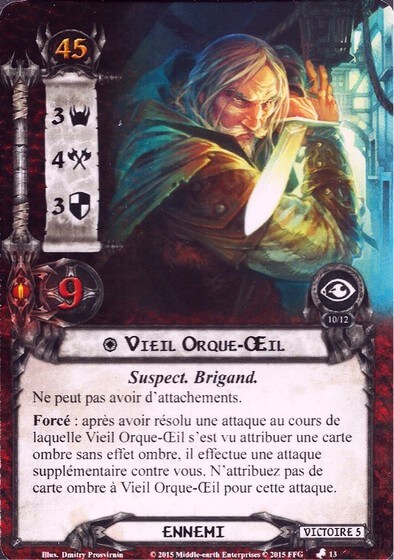 45
3
4
3
9
10/12
Vieil Orque-Œil
Suspect. Brigand.
Ne peut pas avoir d'attachements.
Forcé : après avoir résolu une attaque au cours de
laquelle Vieil Orque-Œil s'est vu attribuer une carte
ombre sans effet ombre, il effectue une attaque
supplémentaire contre vous. N'attribuez pas de
carte ombre à Vieil Orque-Œil pour cette attaque.
ENNEMI
VICTOIRE 5
Illus. Dmitry Prosvirnin © 2015 Middle-earth Enterprises © 2015 FFG 13